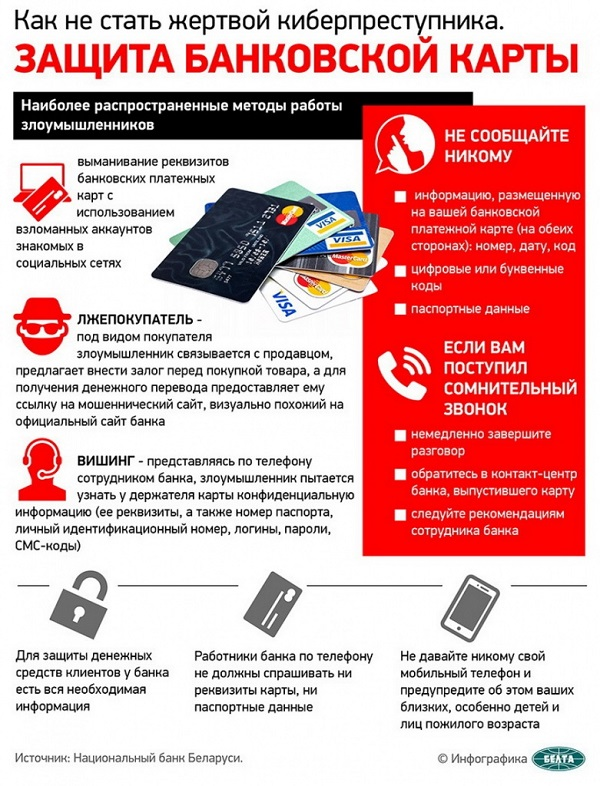 Как не стать жертвой киберпреступника.
ЗАЩИТА БАНКОВСКОЙ КАРТЫ
Наиболее распространенные методы работы
злоумышленников
выманивание реквизитов
банковских платежных
карт с
использованием
взломанных аккаунтов
знакомых в
социальных сетях
VISA
VISA
VISA
MasterCard
ЛЖЕПОКУПАТЕЛЬ -
под видом покупателя
злоумышленник связывается с продавцом,
предлагает внести залог перед покупкой товара, а для
получения денежного перевода предоставляет ему
ссылку на мошеннический сайт, визуально похожий на
официальный сайт банка
ВИШИНГ - представляясь по телефону
сотрудником банка, злоумышленник пытается
узнать у держателя карты конфиденциальную
информацию (ее реквизиты, а также номер паспорта,
личный идентификационный номер, логины, пароли,
СМС-коды)
НЕ СООБЩАЙТЕ
НИКОМУ
информацию, размещенную
на вашей банковской
платежной карте (на обеих
сторонах): номер, дату, код
цифровые или буквенные
коды
паспортные данные
ЕСЛИ ВАМ
ПОСТУПИЛ
СОМНИТЕЛЬНЫЙ
ЗВОНОК
немедленно завершите
разговор
обратитесь в контакт-центр
банка, выпустившего карту
следуйте рекомендациям
сотрудника банка
Для защиты денежных
средств клиентов у банка
есть вся необходимая
информация
Работники банка по телефону
не должны спрашивать ни
реквизиты карты, ни
паспортные данные
Не давайте никому свой
мобильный телефон и
предупредите об этом ваших
близких, особенно детей и
лиц пожилого возраста
Источник: Национальный банк Беларуси.
© Инфографика БЕЛТА